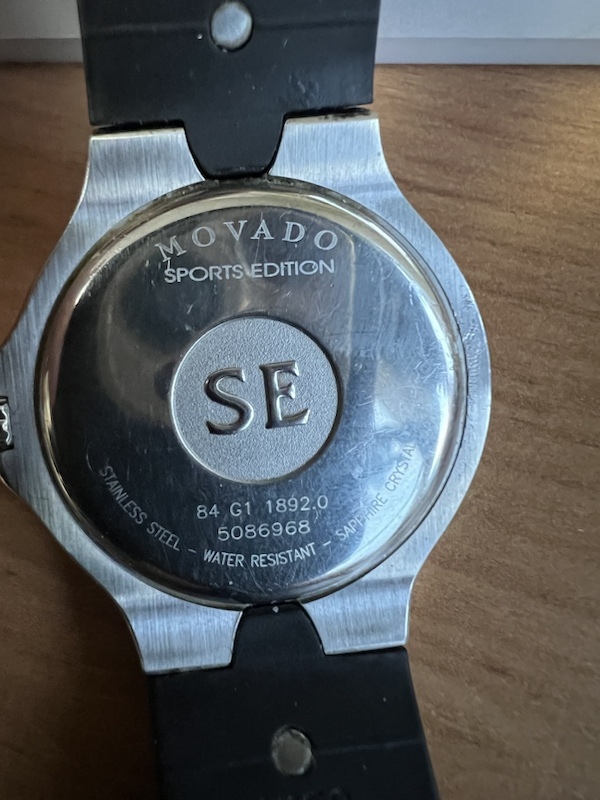 MOVADO
SPORTS EDITION
SE
84 G1 1892.0
5086968
STAINLESS STEEL - WATER RESISTANT - SAPPHIRE CRYSTAL